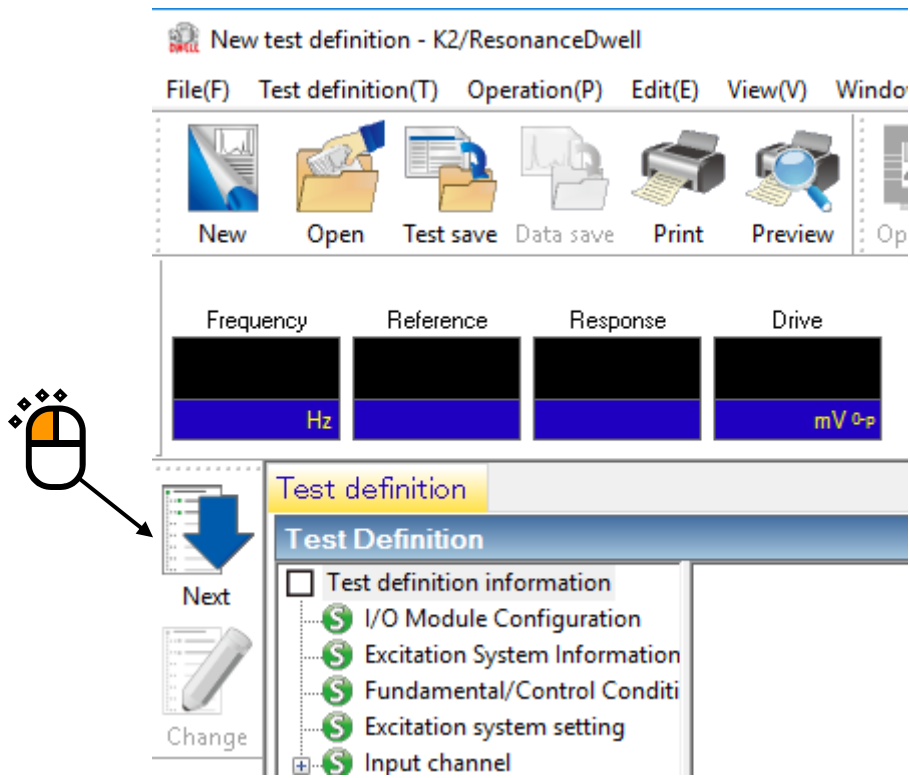 New test definition - K2/ResonanceDwell
File(F) Test definition(T) Operation(P) Edit(E) View(V)
New Open Test save Data save Print Preview
Frequency Reference Response Drive
Hz mV 0-p
Test definition
Test Definition
Next
Test definition information
I/O Module Configuration
Excitation System Information
Fundamental/Control
Excitation system setting
Change
Input channel